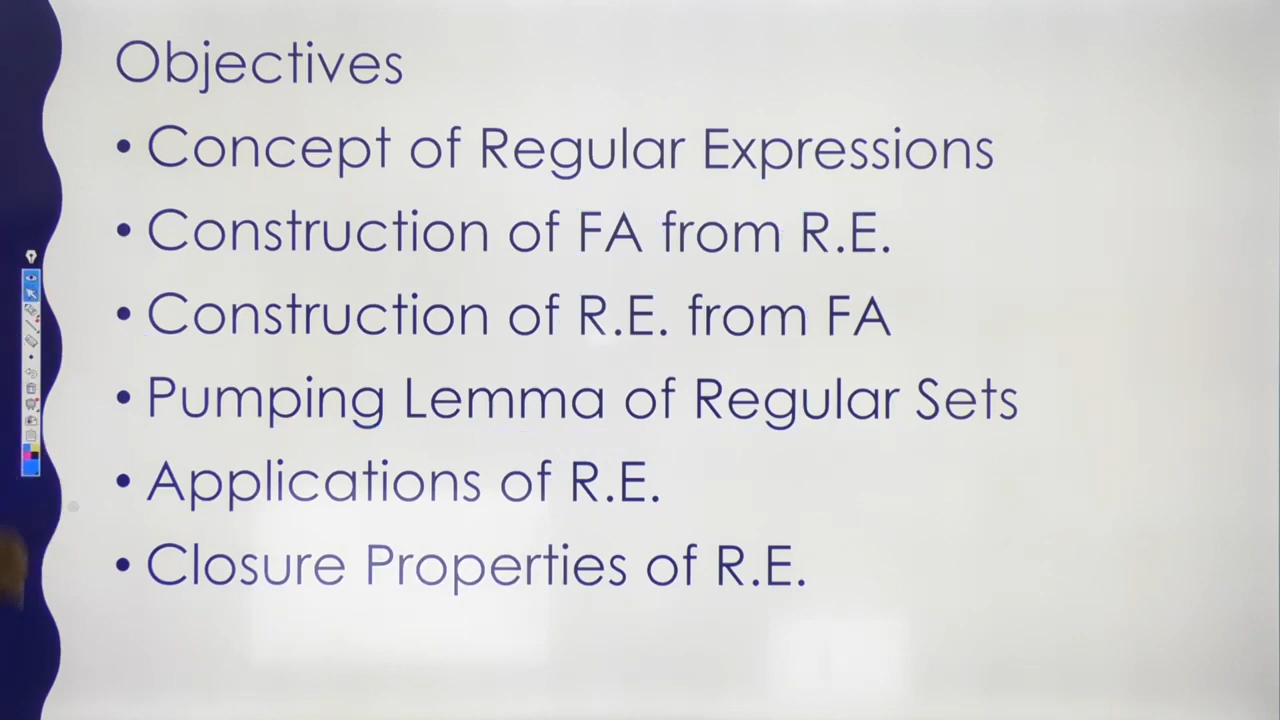 Objectives
• Concept of Regular Expressions
• Construction of FA from R.E.
• Construction of R.E. from FA
• Pumping Lemma of Regular Sets
• Applications of R.E.
• Closure Properties of R.E.